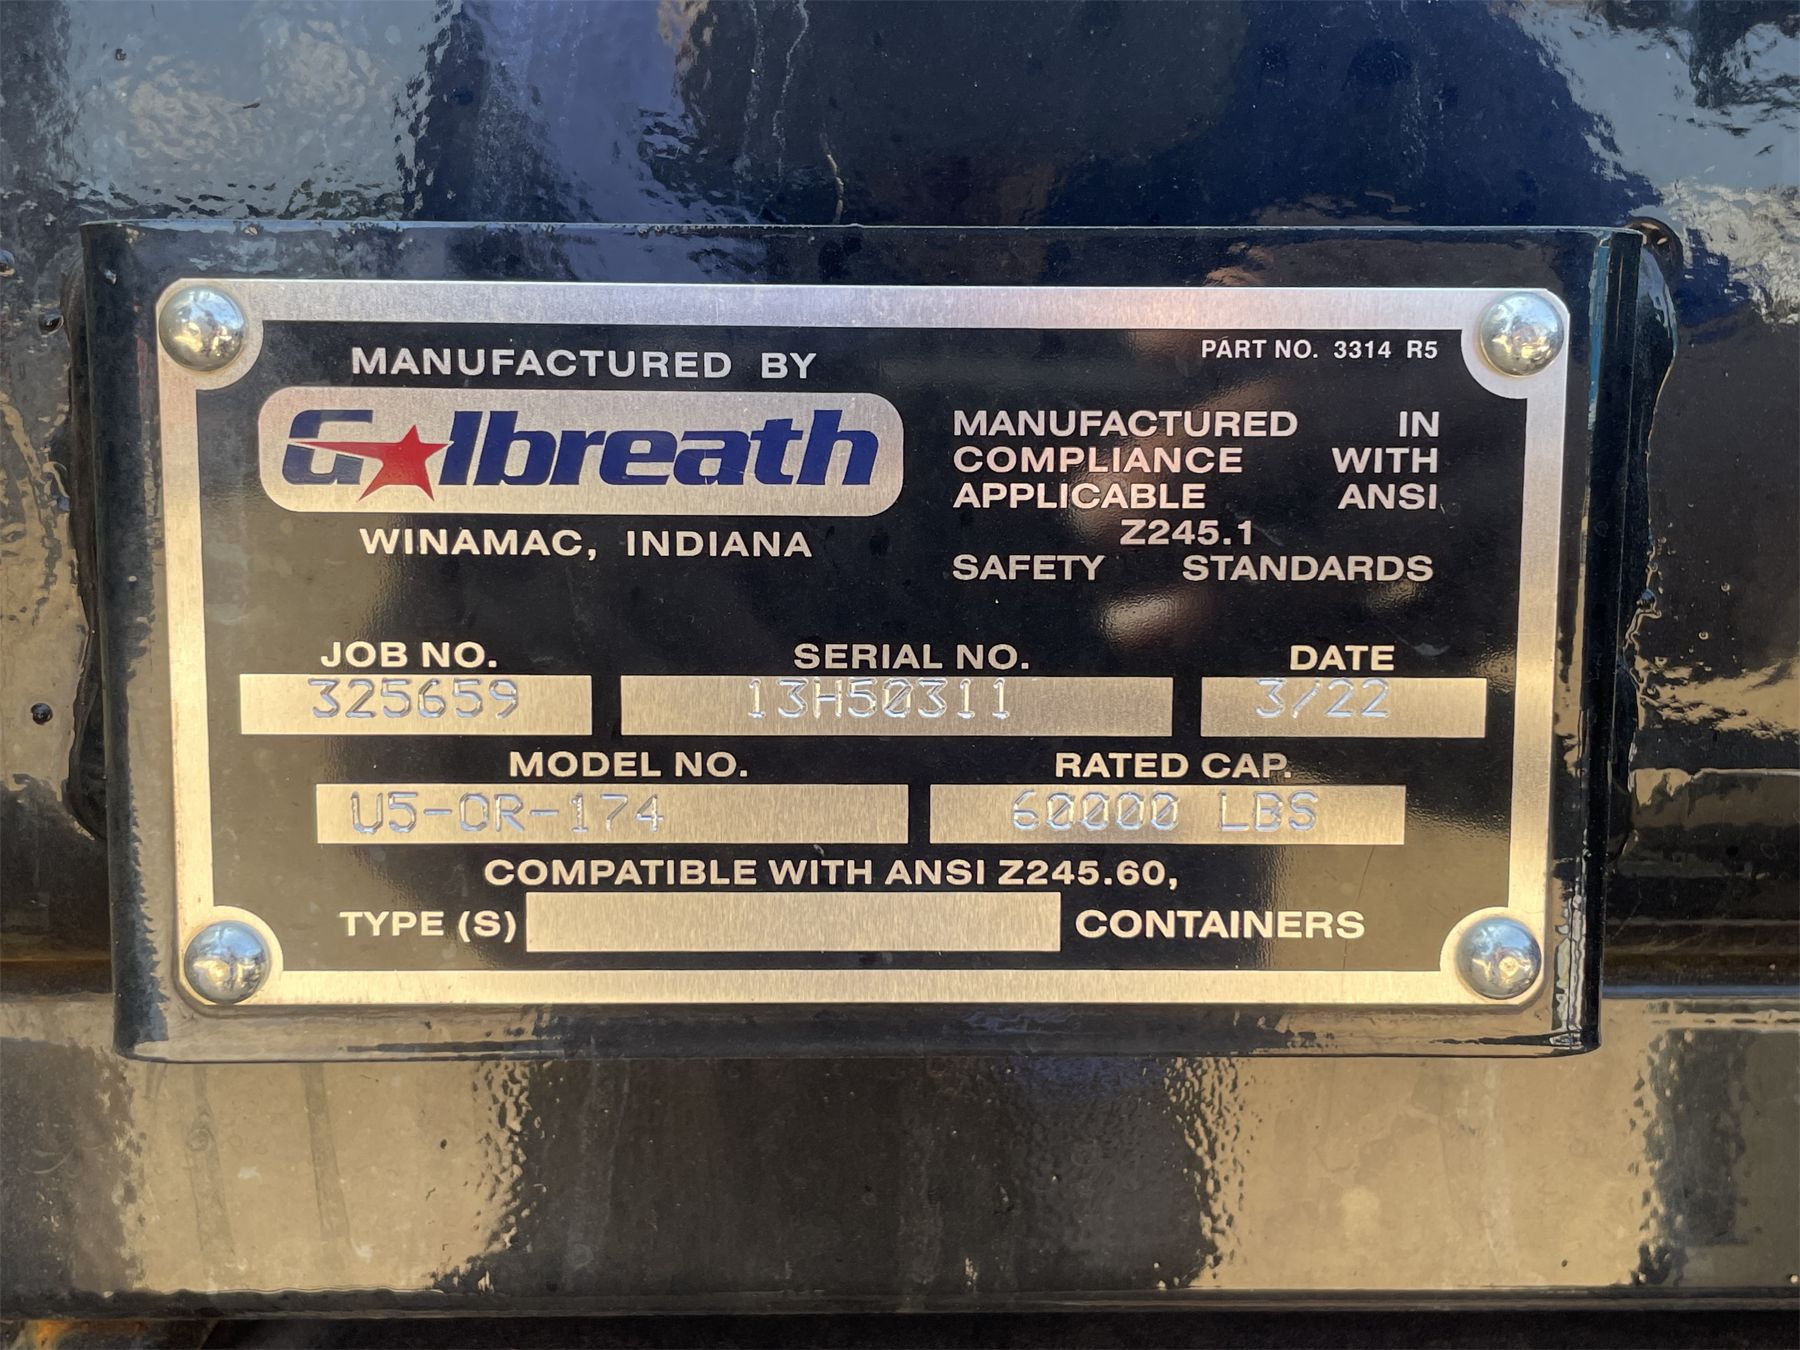 PART NO. 3314 R5
MANUFACTURED BY
Galbreath
WINAMAC, INDIANA
MANUFACTURED IN
COMPLIANCE WITH
APPLICABLE ANSI
Z245.1
SAFETY STANDARDS
JOB NO. SERIAL NO. DATE
325659 13H50311 3/22
MODEL NO. RATED CAP.
U5-OR-174 60000 LBS
COMPATIBLE WITH ANSI Z245.60,
TYPE (S) CONTAINERS